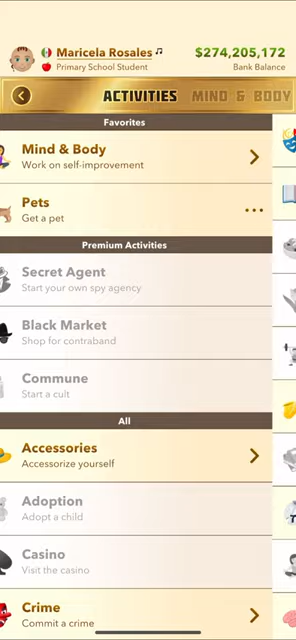 Maricela Rosales
$274,205,172
Primary School Student
Bank Balance
ACTIVITIES
MIND & BODY
Favorites
Mind & Body
Work on self-improvement
Pets
Get a pet
Premium Activities
Secret Agent
Start your own spy agency
Black Market
Shop for contraband
Commune
Start a cult
All
Accessories
Accessorize yourself
Adoption
Adopt a child
Casino
Visit the casino
Crime
Commit a crime